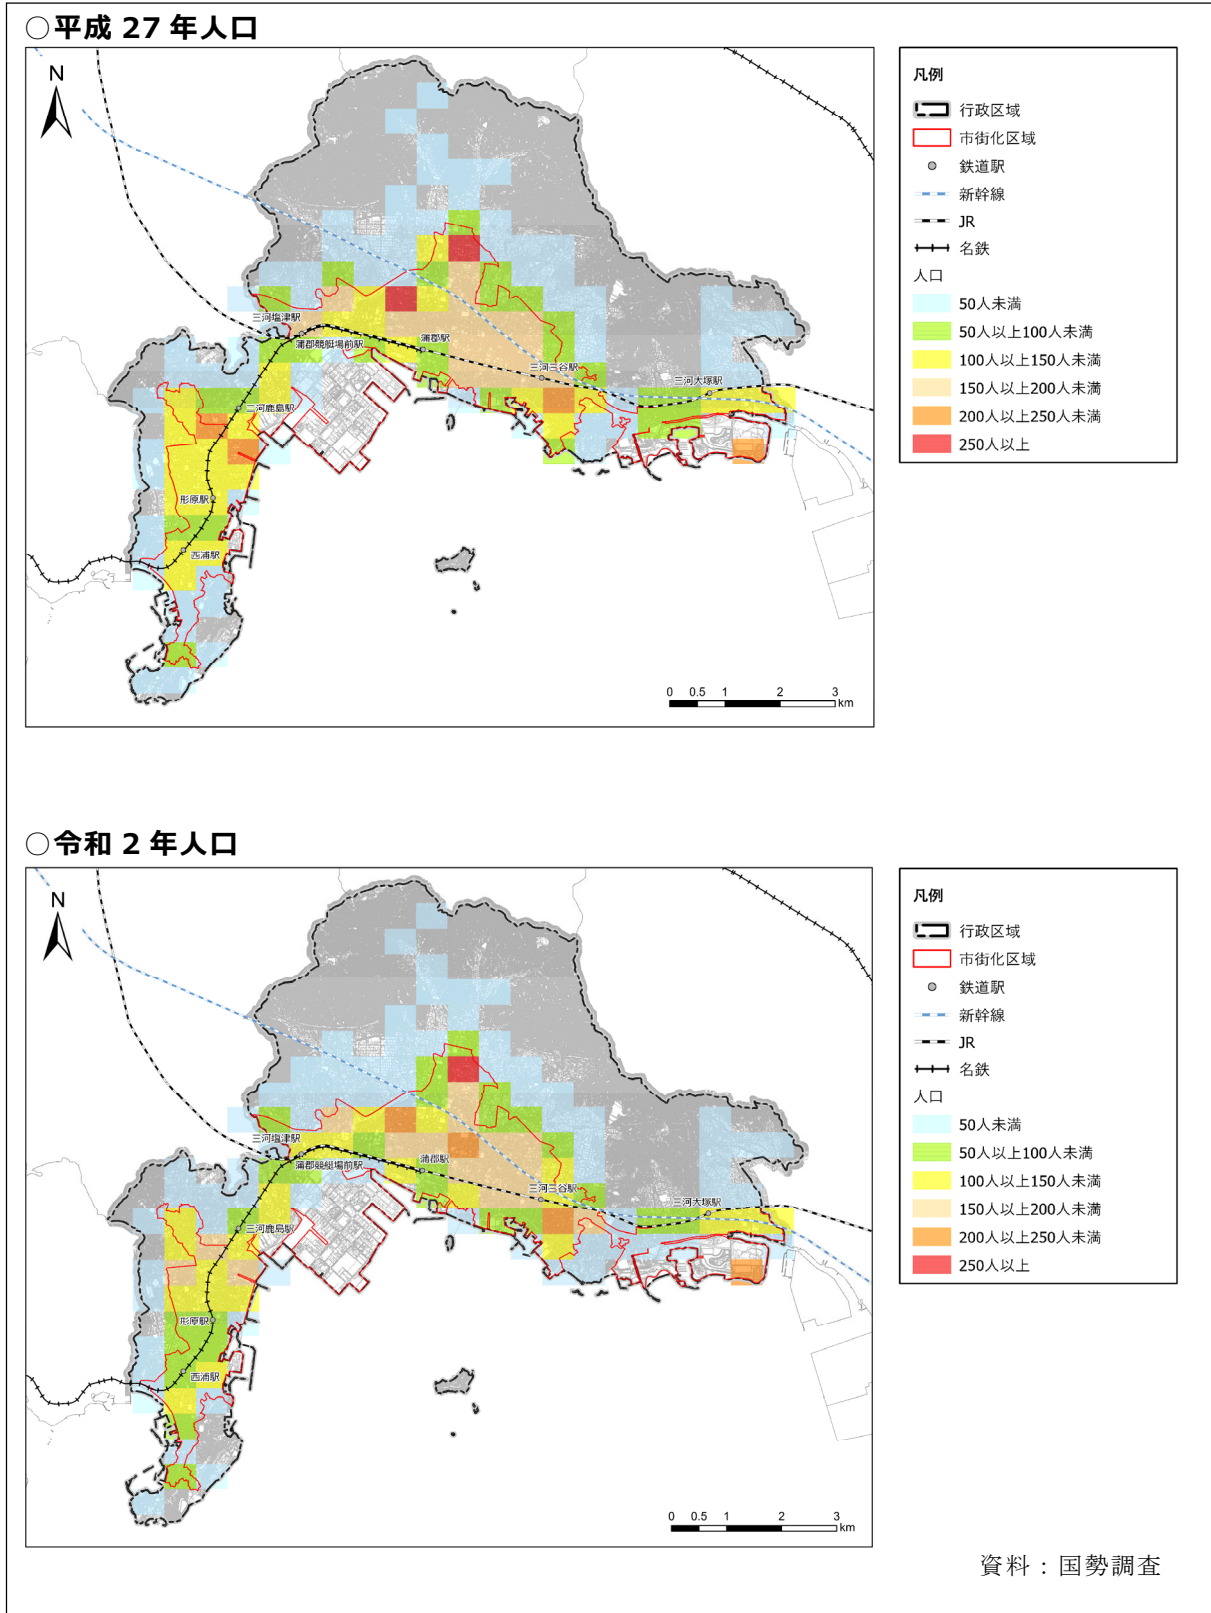 ○平成 27 年人口
N
三河塩津駅
蒲郡競艇場前駅
蒲郡駅
三河三谷駅
三河大塚駅
三河鹿島駅
形原駅
西浦駅
0 0.5 1 2 3
km
凡例
行政区域
市街化区域
鉄道駅
新幹線
JR
名鉄
人口
50人未満
50人以上100人未満
100人以上150人未満
150人以上200人未満
200人以上250人未満
250人以上
○令和 2 年人口
N
三河塩津駅
蒲郡競艇場前駅
蒲郡駅
三河三谷駅
三河大塚駅
三河鹿島駅
形原駅
西浦駅
0 0.5 1 2 3
km
凡例
行政区域
市街化区域
鉄道駅
新幹線
JR
名鉄
人口
50人未満
50人以上100人未満
100人以上150人未満
150人以上200人未満
200人以上250人未満
250人以上
資料：国勢調査